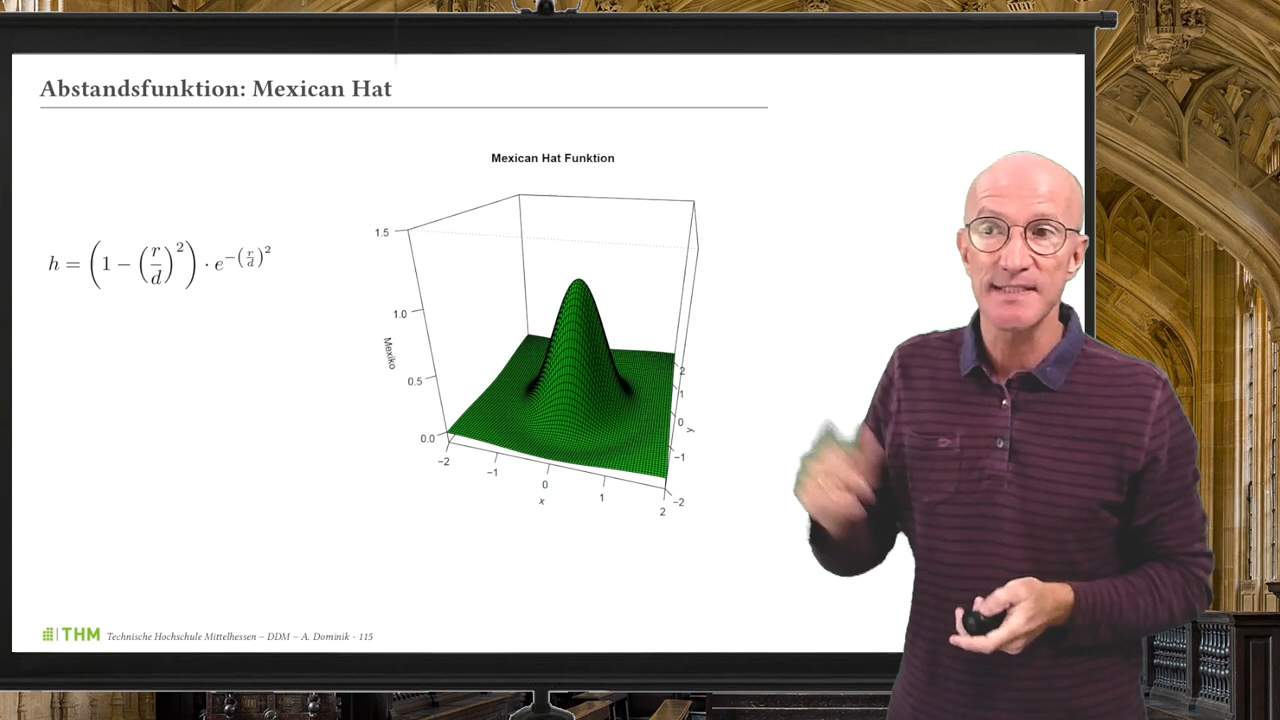 Abstandsfunktion: Mexican Hat
Mexican Hat Funktion
h = (1 − (r/d)²) · e^−(r/d)²
1.5
1.0
0.5
0.0
Mexiko
−2
−1
0
1
2
x
2
1
0
−1
−2
y
THM Technische Hochschule Mittelhessen – DDM – A. Dominik - 115